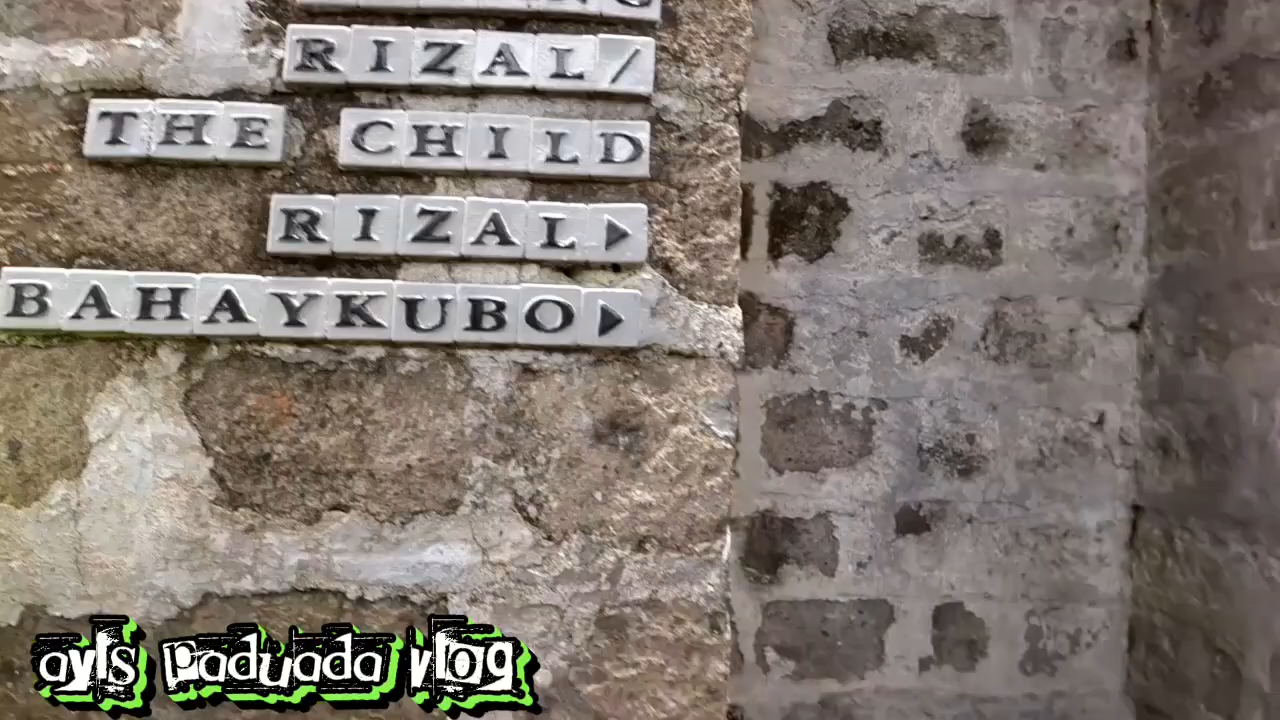 RIZAL/
THE CHILD
RIZAL▶
BAHAYKUBO▶
ayls paduada vlog